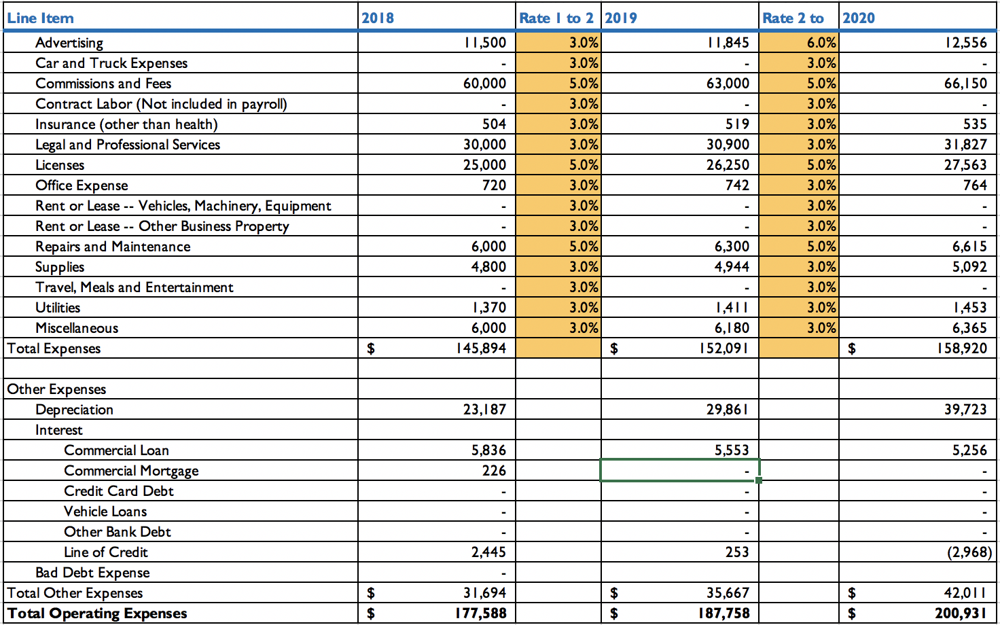 Line Item 2018 Rate 1 to 2 2019 Rate 2 to 2020
Advertising 11,500 3.0% 11,845 6.0% 12,556
Car and Truck Expenses - 3.0% - 3.0% -
Commissions and Fees 60,000 5.0% 63,000 5.0% 66,150
Contract Labor (Not included in payroll) - 3.0% - 3.0% -
Insurance (other than health) 504 3.0% 519 3.0% 535
Legal and Professional Services 30,000 3.0% 30,900 3.0% 31,827
Licenses 25,000 5.0% 26,250 5.0% 27,563
Office Expense 720 3.0% 742 3.0% 764
Rent or Lease -- Vehicles, Machinery, Equipment - 3.0% - 3.0% -
Rent or Lease -- Other Business Property - 3.0% - 3.0% -
Repairs and Maintenance 6,000 5.0% 6,300 5.0% 6,615
Supplies 4,800 3.0% 4,944 3.0% 5,092
Travel, Meals and Entertainment - 3.0% - 3.0% -
Utilities 1,370 3.0% 1,411 3.0% 1,453
Miscellaneous 6,000 3.0% 6,180 3.0% 6,365
Total Expenses $ 145,894 $ 152,091 $ 158,920
Other Expenses
Depreciation 23,187 29,861 39,723
Interest
Commercial Loan 5,836 5,553 5,256
Commercial Mortgage 226 - -
Credit Card Debt - - -
Vehicle Loans - - -
Other Bank Debt - - -
Line of Credit 2,445 253 (2,968)
Bad Debt Expense -
Total Other Expenses $ 31,694 $ 35,667 $ 42,011
Total Operating Expenses $ 177,588 $ 187,758 $ 200,931